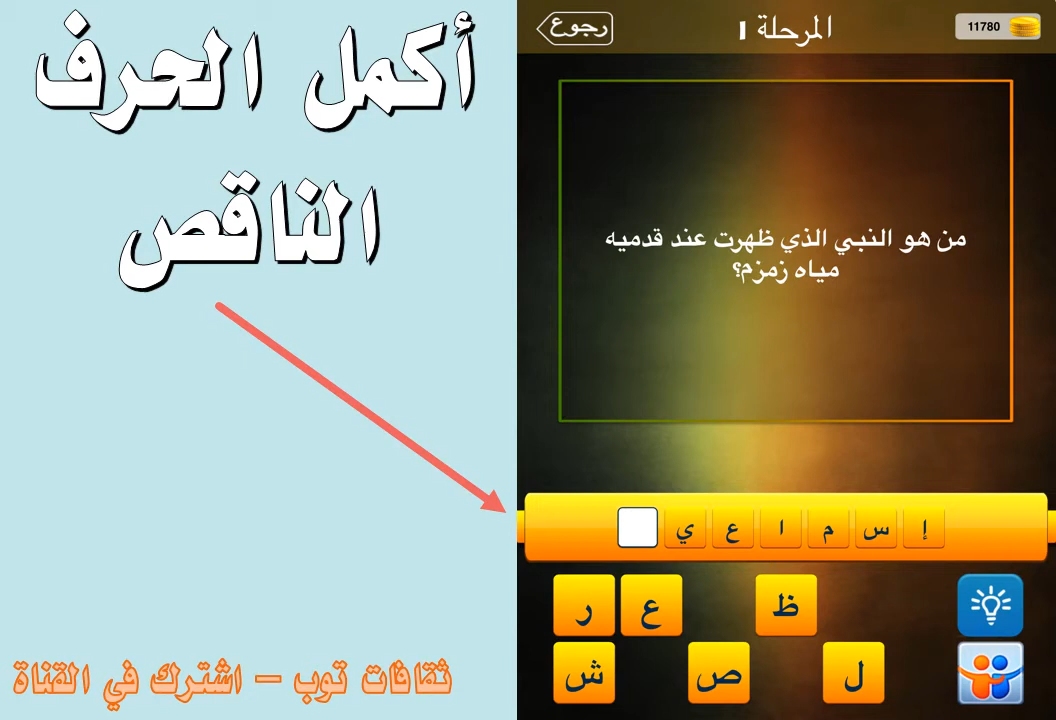 أكمل الحرف
الناقص
ثقافات توب – اشترك في القناة
رجوع
المرحلة 1
11780
من هو النبي الذي ظهرت عند قدميه
مياه زمزم؟
إ س م ا ع ي
ر ع ظ
ش ص ل